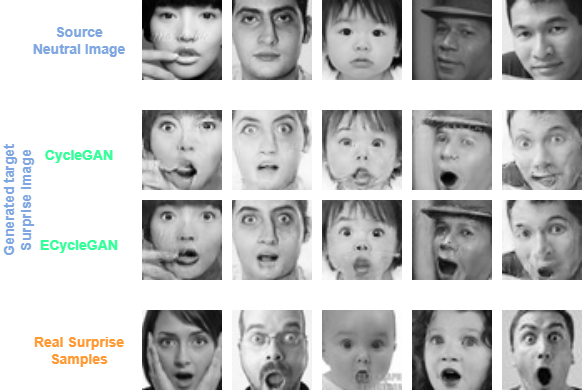 Source
Neutral Image
Generated target
Surprise Image
CycleGAN
ECycleGAN
Real Surprise
Samples